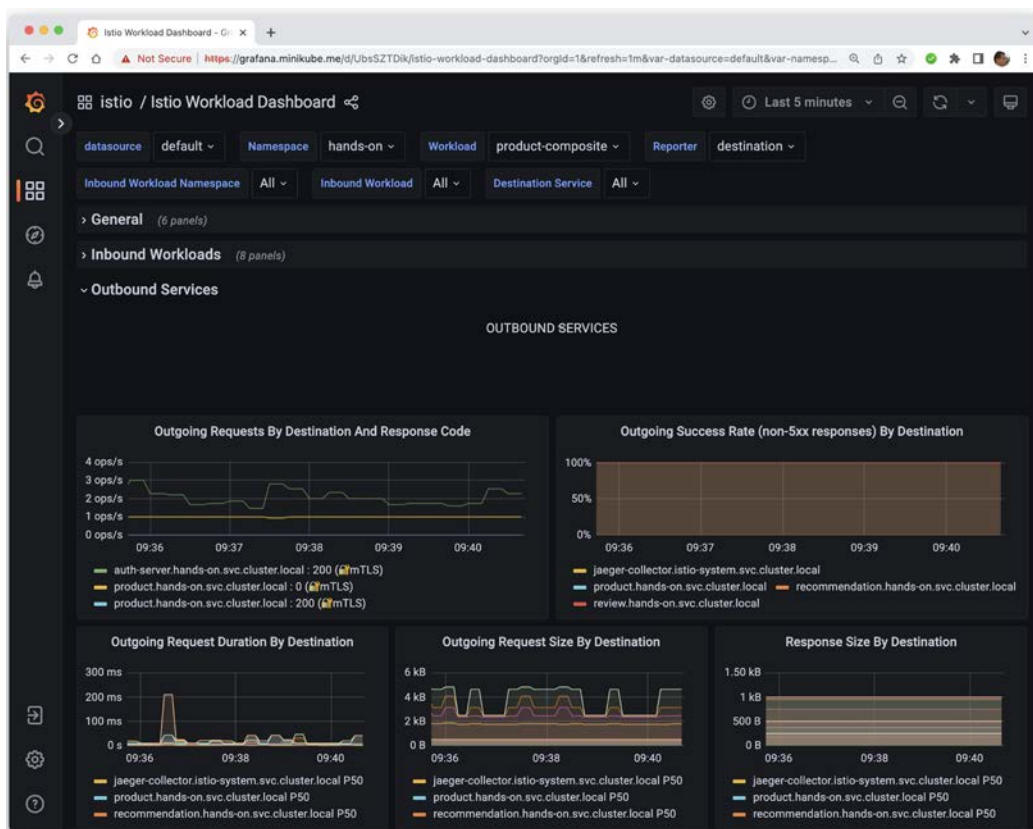 Istio Workload Dashboard - Gr
Not Secure | https://grafana.minikube.me/d/UbsSZTDik/istio-workload-dashboard?orgId=1&refresh=1m&var-datasource=default&var-namesp...
istio / Istio Workload Dashboard
Last 5 minutes
datasource default Namespace hands-on Workload product-composite Reporter destination
Inbound Workload Namespace All Inbound Workload All Destination Service All
General (6 panels)
Inbound Workloads (8 panels)
Outbound Services
OUTBOUND SERVICES
Outgoing Requests By Destination And Response Code
4 ops/s
3 ops/s
2 ops/s
1 ops/s
0 ops/s
09:36 09:37 09:38 09:39 09:40
auth-server.hands-on.svc.cluster.local : 200 (🔐mTLS)
product.hands-on.svc.cluster.local : 0 (🔐mTLS)
product.hands-on.svc.cluster.local : 200 (🔐mTLS)
Outgoing Success Rate (non-5xx responses) By Destination
100%
50%
0%
09:36 09:37 09:38 09:39 09:40
jaeger-collector.istio-system.svc.cluster.local
product.hands-on.svc.cluster.local recommendation.hands-on.svc.cluster.local
review.hands-on.svc.cluster.local
Outgoing Request Duration By Destination
300 ms
200 ms
100 ms
0 s
09:36 09:38 09:40
jaeger-collector.istio-system.svc.cluster.local P50
product.hands-on.svc.cluster.local P50
recommendation.hands-on.svc.cluster.local P50
Outgoing Request Size By Destination
6 kB
4 kB
2 kB
0 B
09:36 09:38 09:40
jaeger-collector.istio-system.svc.cluster.local P50
product.hands-on.svc.cluster.local P50
recommendation.hands-on.svc.cluster.local P50
Response Size By Destination
1.50 kB
1 kB
500 B
0 B
09:36 09:38 09:40
jaeger-collector.istio-system.svc.cluster.local P50
product.hands-on.svc.cluster.local P50
recommendation.hands-on.svc.cluster.local P50